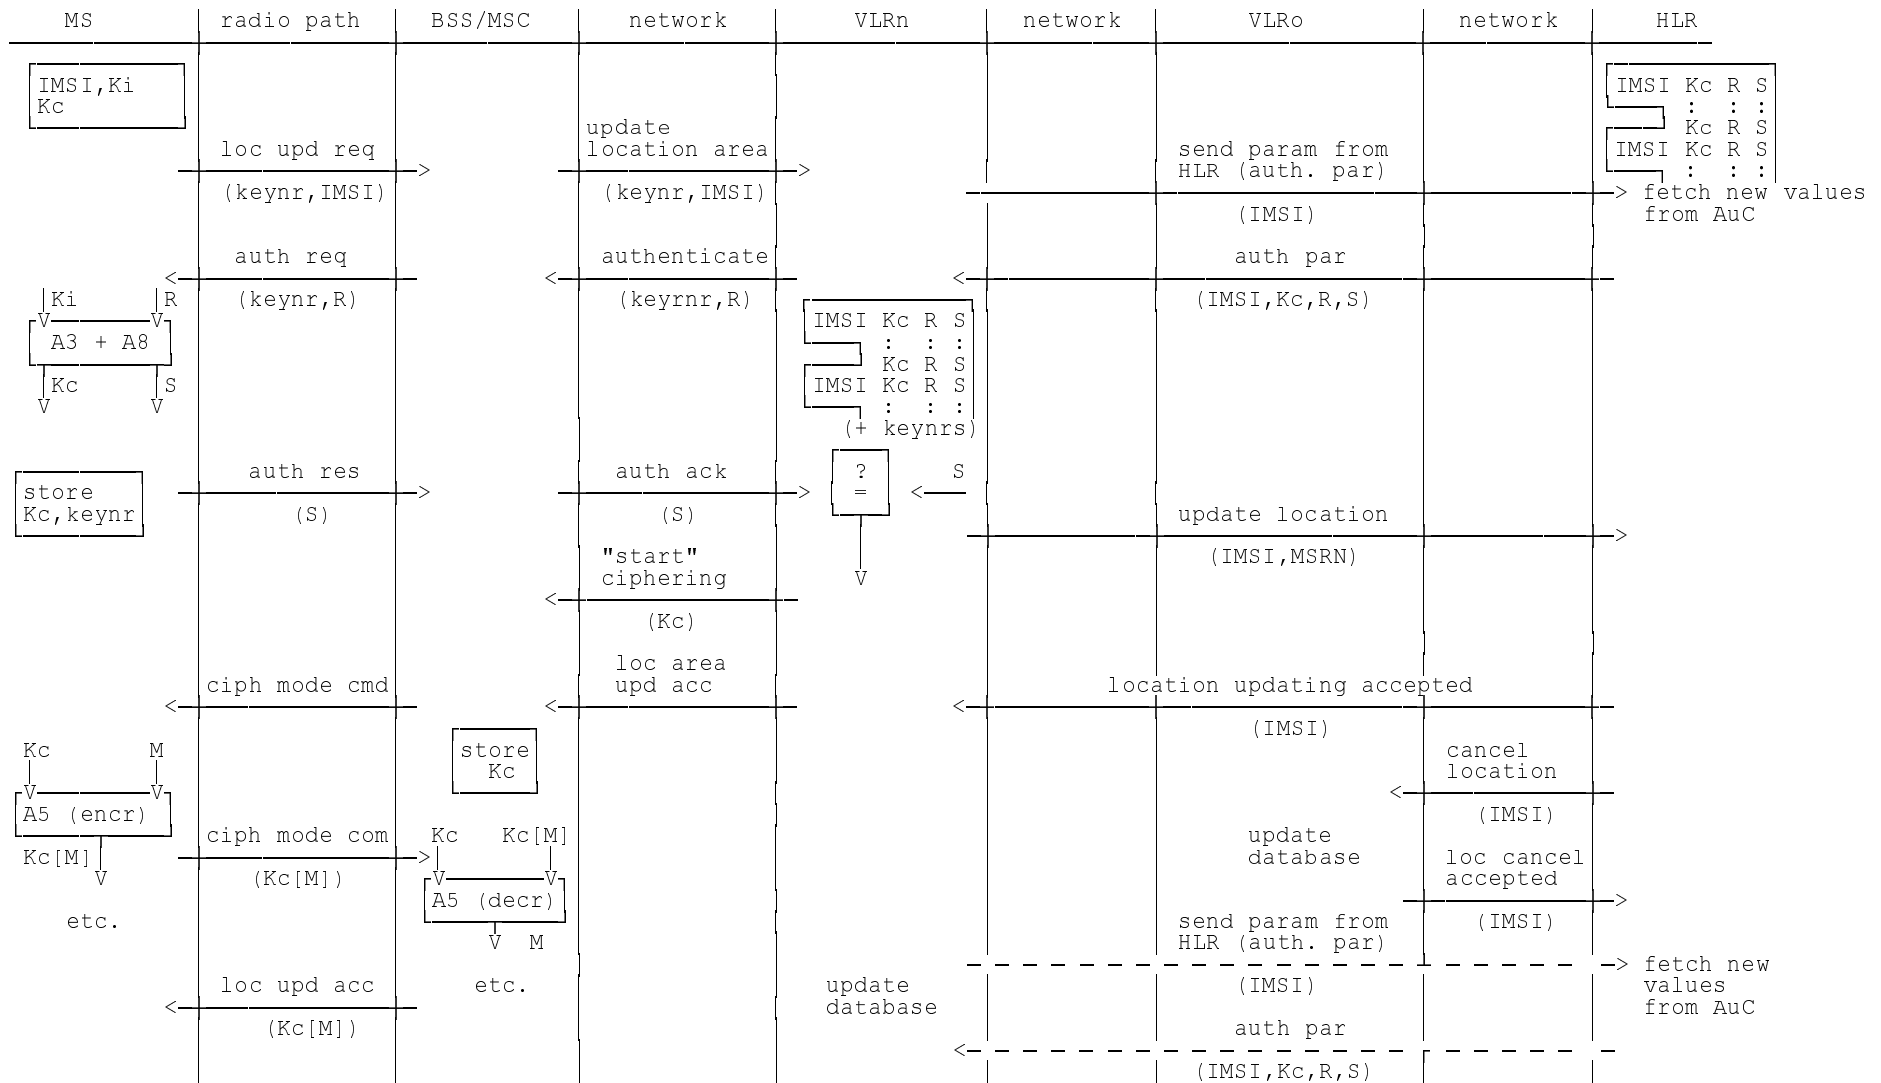 MS radio path BSS/MSC network VLRn network VLRo network HLR
IMSI,Ki IMSI Kc R S
Kc : : :
update Kc R S
loc upd req location area send param from IMSI Kc R S
> > HLR (auth. par) : : :
(keynr,IMSI) (keynr,IMSI) > fetch new values
(IMSI) from AuC
auth req authenticate auth par
< < <
Ki R (keynr,R) (keyrnr,R) (IMSI,Kc,R,S)
V V IMSI Kc R S
A3 + A8 : : :
Kc R S
Kc S IMSI Kc R S
V V : : :
(+ keynrs)
auth res auth ack ? S
store > > = <
Kc,keynr (S) (S) update location
>
"start" (IMSI,MSRN)
ciphering V
<
(Kc)
loc area
ciph mode cmd upd acc location updating accepted
< < <
(IMSI)
Kc M store cancel
Kc location
V V <
A5 (encr) (IMSI)
ciph mode com Kc Kc[M] update
Kc[M] > database loc cancel
V (Kc[M]) V V accepted
A5 (decr) >
etc. send param from (IMSI)
V M HLR (auth. par)
> fetch new
loc upd acc etc. update (IMSI) values
< database from AuC
(Kc[M]) auth par
<
(IMSI,Kc,R,S)